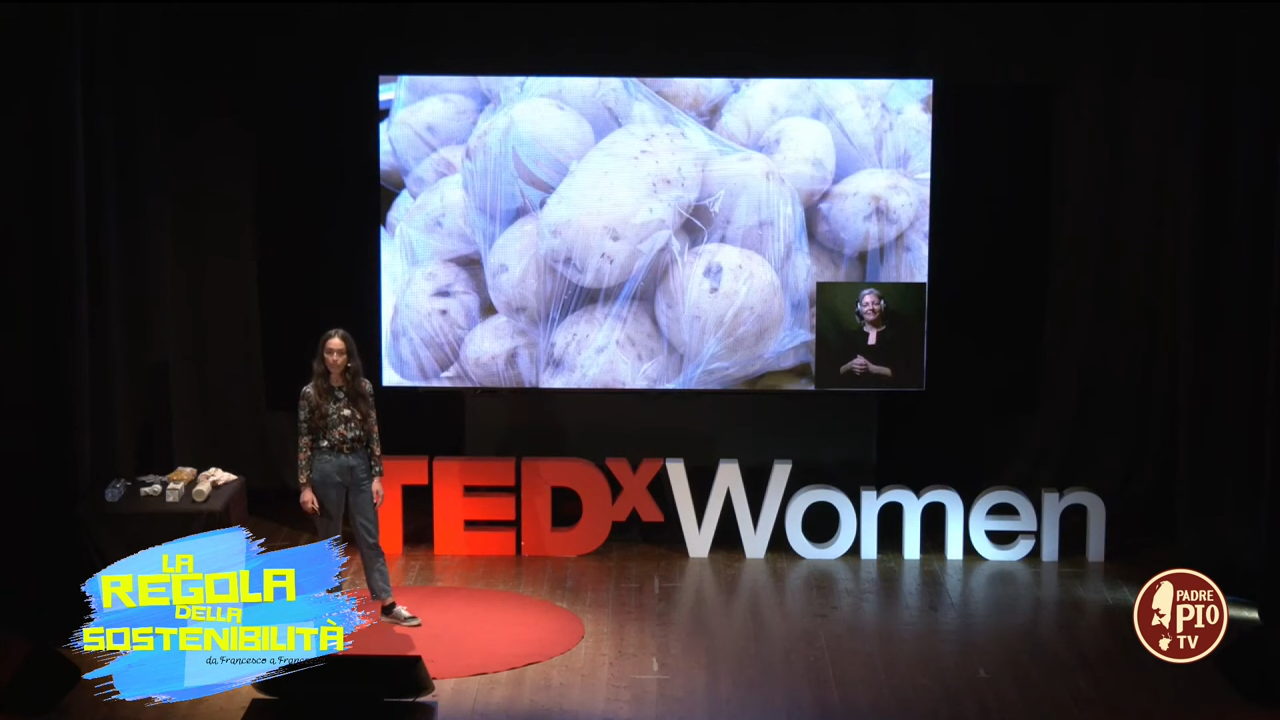 TEDxWomen
LA
REGOLA
DELLA
SOSTENIBILITÀ
da Francesco a Francesco
PADRE
PIO
TV